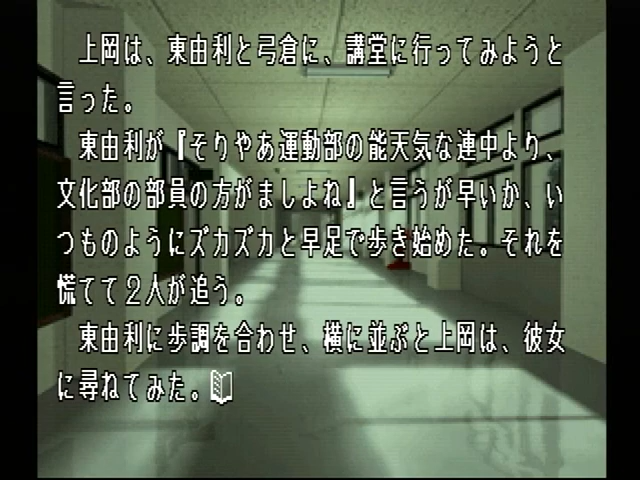 上岡は、東由利と弓倉に、講堂に行ってみようと
言った。
東由利が『そりやあ運動部の能天気な連中より、
文化部の部員の方がましよね』と言うが早いか、い
つものようにズカズカと早足で歩き始めた。それを
慌てて２人が追う。
東由利に歩調を合わせ、横に並ぶと上岡は、彼女
に尋ねてみた。